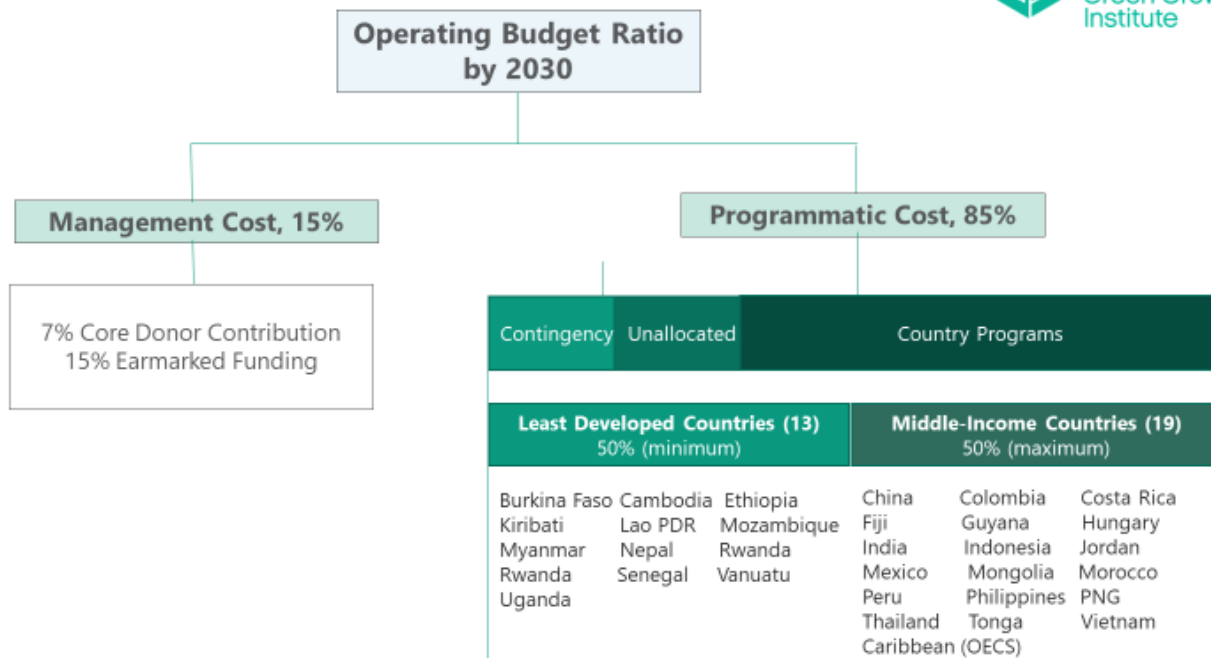 Institute
Operating Budget Ratio
by 2030
Management Cost, 15%
Programmatic Cost, 85%
7% Core Donor Contribution
15% Earmarked Funding
Contingency Unallocated Country Programs
Least Developed Countries (13)
50% (minimum)
Middle-Income Countries (19)
50% (maximum)
Burkina Faso Cambodia Ethiopia
Kiribati Lao PDR Mozambique
Myanmar Nepal Rwanda
Rwanda Senegal Vanuatu
Uganda
China Colombia Costa Rica
Fiji Guyana Hungary
India Indonesia Jordan
Mexico Mongolia Morocco
Peru Philippines PNG
Thailand Tonga Vietnam
Caribbean (OECS)